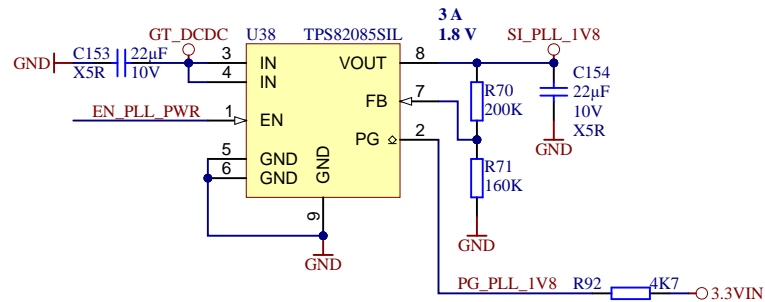 3 A
1.8 V
GT_DCDC
U38
TPS82085SIL
SI_PLL_1V8
C153
22µF
GND
X5R
10V
3
IN
4
IN
VOUT
8
R70
200K
C154
22µF
10V
X5R
GND
FB
7
EN_PLL_PWR
1
EN
PG
2
5
GND
6
GND
GND
9
R71
160K
GND
GND
PG_PLL_1V8
R92
4K7
3.3VIN